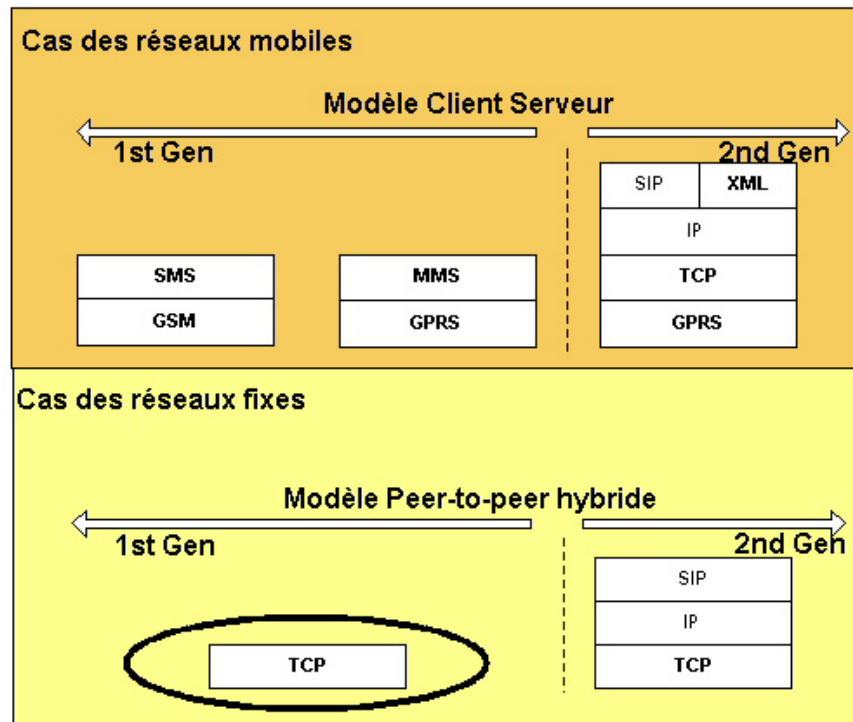 Cas des réseaux mobiles
Modèle Client Serveur
1st Gen
2nd Gen
SIP
XML
IP
SMS
MMS
TCP
GSM
GPRS
GPRS
Cas des réseaux fixes
Modèle Peer-to-peer hybride
1st Gen
2nd Gen
SIP
IP
TCP
TCP